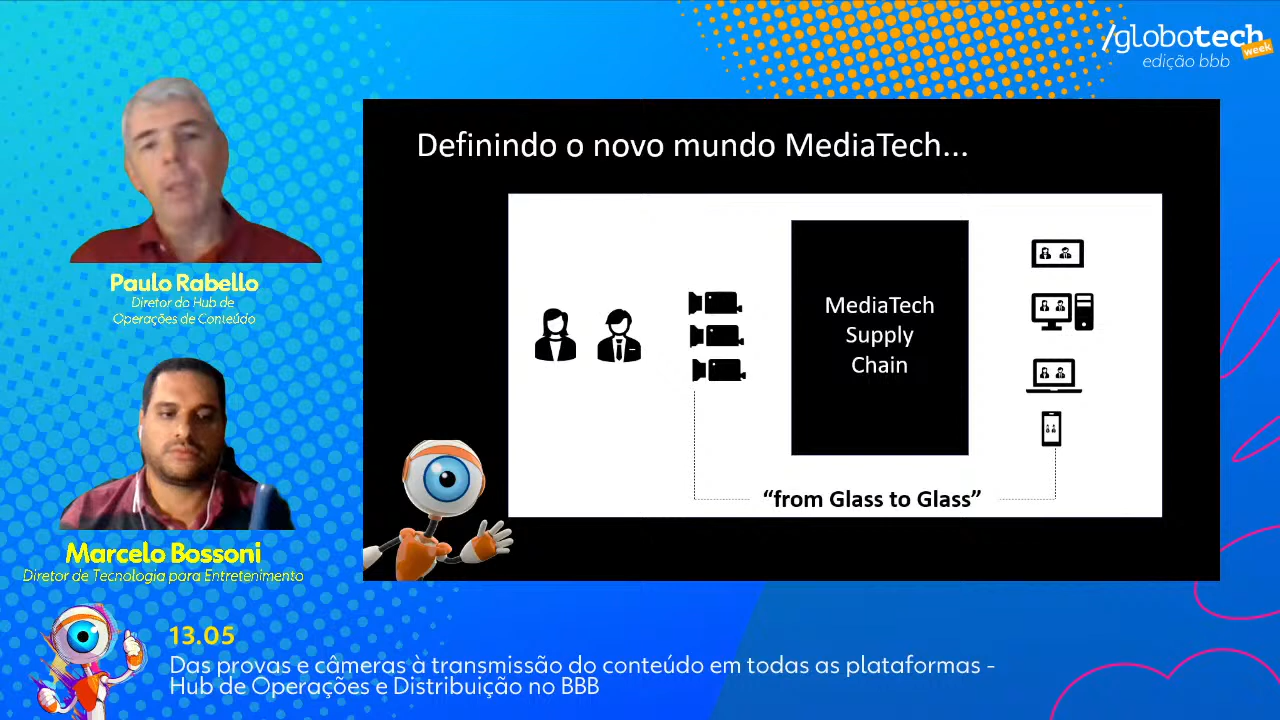 /globotech
week
edição bbb
Definindo o novo mundo MediaTech...
MediaTech
Supply
Chain
“from Glass to Glass”
Paulo Rabello
Diretor do Hub de
Operações de Conteúdo
Marcelo Bossoni
Diretor de Tecnologia para Entretenimento
13.05
Das provas e câmeras à transmissão do conteúdo em todas as plataformas -
Hub de Operações e Distribuição no BBB